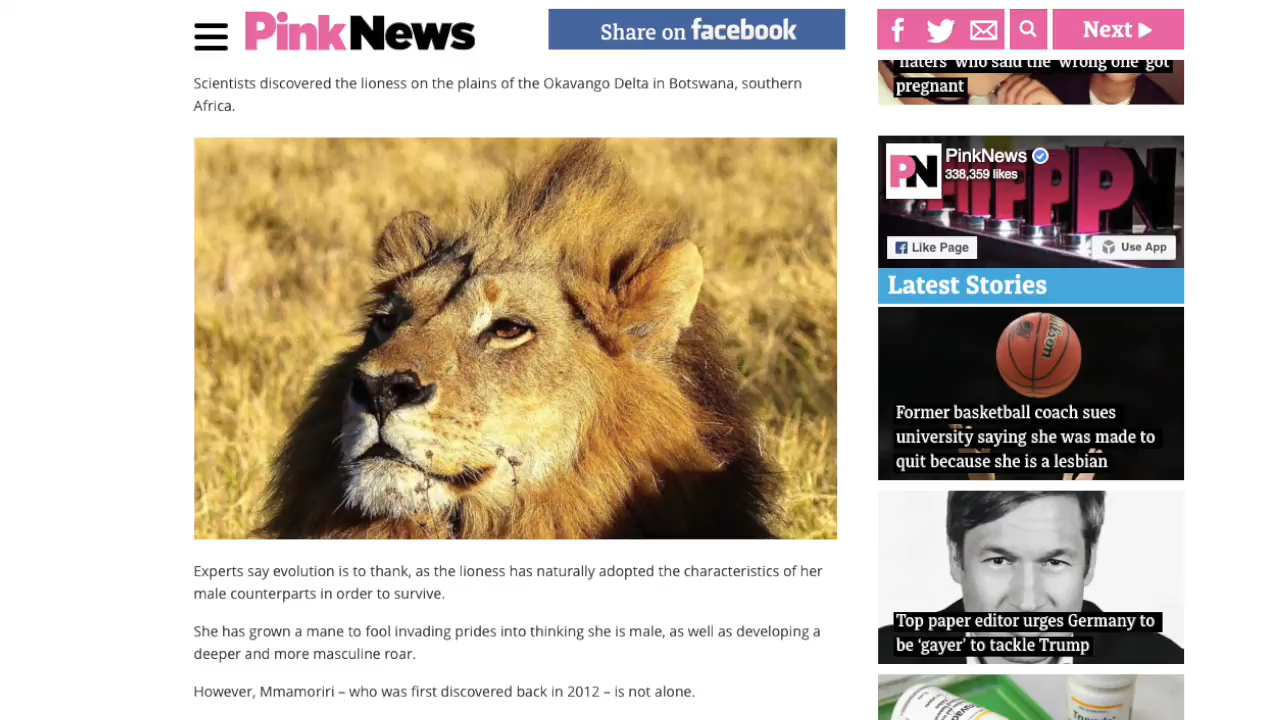 PinkNews
Share on facebook
Next
Scientists discovered the lioness on the plains of the Okavango Delta in Botswana, southern
Africa.
Experts say evolution is to thank, as the lioness has naturally adopted the characteristics of her
male counterparts in order to survive.
She has grown a mane to fool invading prides into thinking she is male, as well as developing a
deeper and more masculine roar.
However, Mmamoriri – who was first discovered back in 2012 – is not alone.
'haters' who said the 'wrong one' got
pregnant
PN
PinkNews
338,359 likes
Like Page
Use App
Latest Stories
Wilson
Former basketball coach sues
university saying she was made to
quit because she is a lesbian
Top paper editor urges Germany to
be ‘gayer’ to tackle Trump